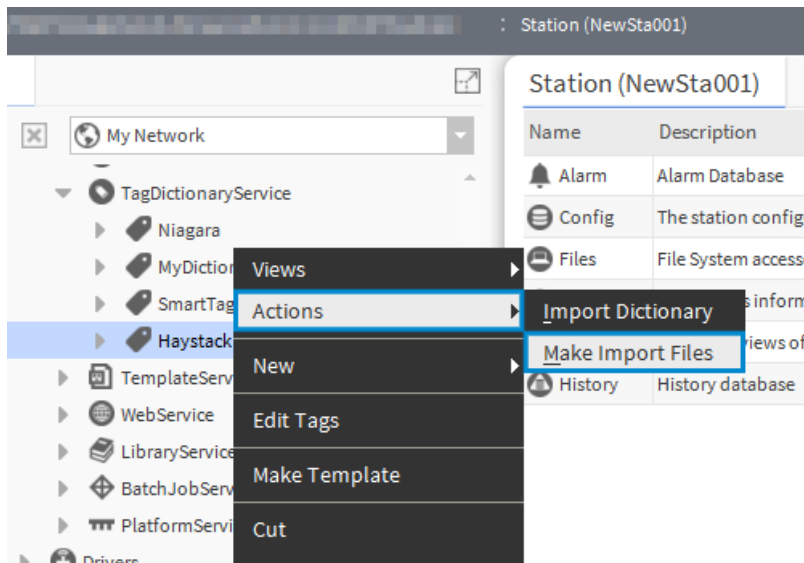 : Station (NewSta001)
Station (NewSta001)
My Network
Name Description
Alarm Alarm Database
TagDictionaryService
Config The station config
Niagara
Files File System access
MyDiction
Views
SmartTag
Actions
Import Dictionary
Haystack
Make Import Files
views of
TemplateServ
New
History History database
WebService
Edit Tags
LibraryService
BatchJobServ
Make Template
PlatformServi
Cut
Drivers